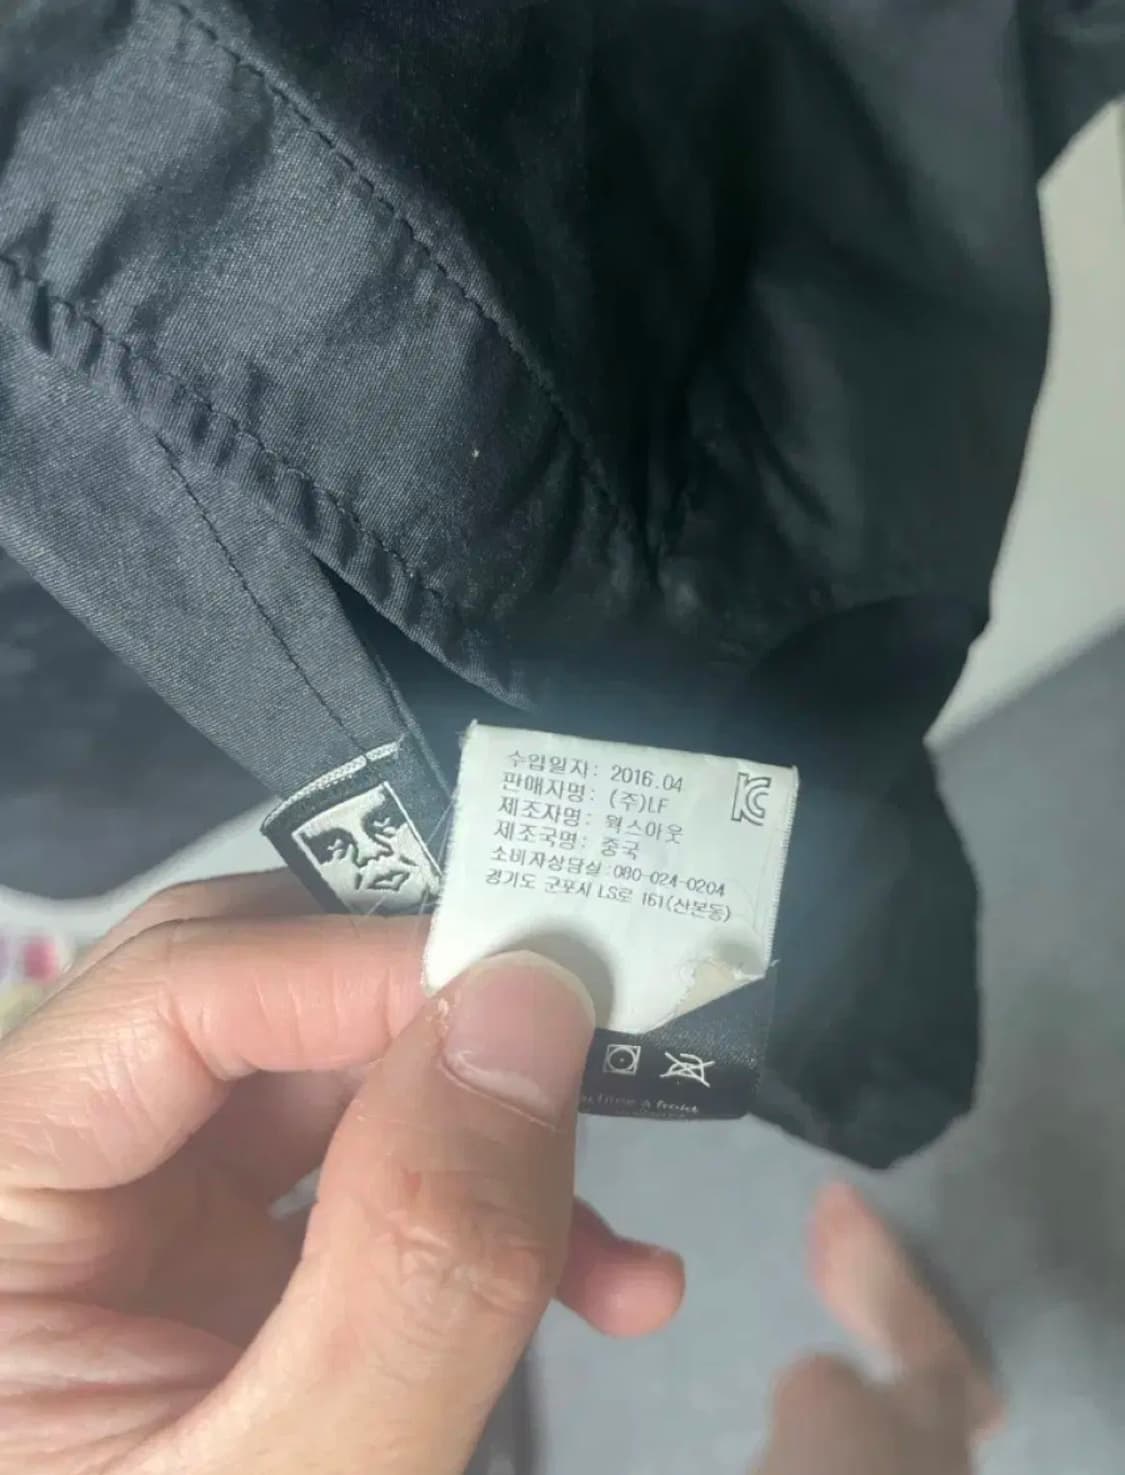 수입일자: 2016.04
판매자명: (주)LF
제조자명: 웍스아웃
제조국명: 중국
소비자상담실:080-024-0204
경기도 군포시 LS로 161(산본동)
KC
à froid